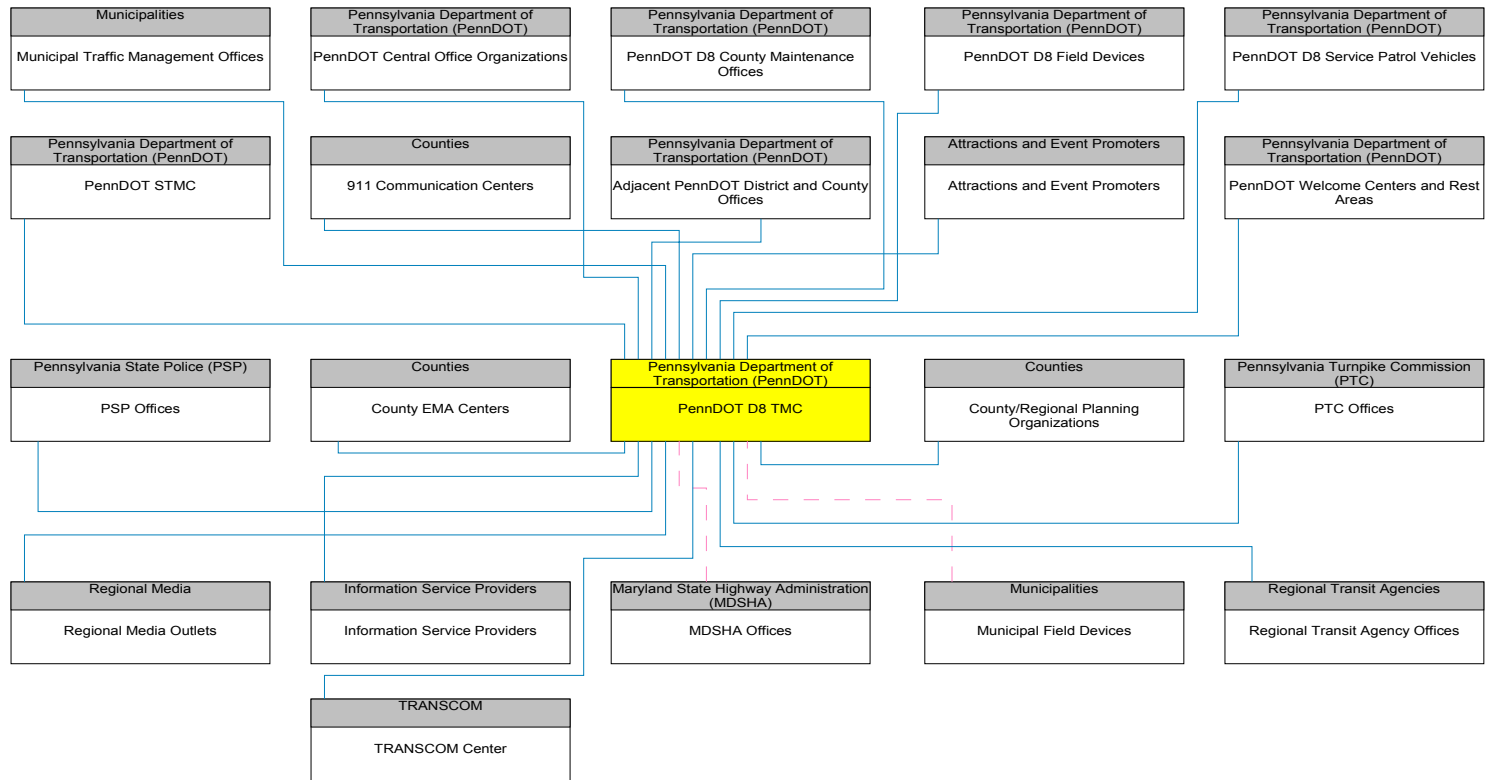 Municipalities
Municipal Traffic Management Offices
Pennsylvania Department of
Transportation (PennDOT)
PennDOT Central Office Organizations
Pennsylvania Department of
Transportation (PennDOT)
PennDOT D8 County Maintenance
Offices
Pennsylvania Department of
Transportation (PennDOT)
PennDOT D8 Field Devices
Pennsylvania Department of
Transportation (PennDOT)
PennDOT D8 Service Patrol Vehicles
Pennsylvania Department of
Transportation (PennDOT)
PennDOT STMC
Counties
911 Communication Centers
Pennsylvania Department of
Transportation (PennDOT)
Adjacent PennDOT District and County
Offices
Attractions and Event Promoters
Attractions and Event Promoters
Pennsylvania Department of
Transportation (PennDOT)
PennDOT Welcome Centers and Rest
Areas
Pennsylvania State Police (PSP)
PSP Offices
Counties
County EMA Centers
Pennsylvania Department of
Transportation (PennDOT)
PennDOT D8 TMC
Counties
County/Regional Planning
Organizations
Pennsylvania Turnpike Commission
(PTC)
PTC Offices
Regional Media
Regional Media Outlets
Information Service Providers
Information Service Providers
Maryland State Highway Administration
(MDSHA)
MDSHA Offices
Municipalities
Municipal Field Devices
Regional Transit Agencies
Regional Transit Agency Offices
TRANSCOM
TRANSCOM Center